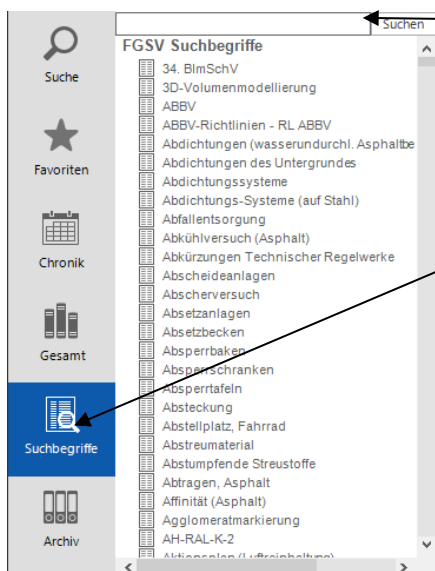 Suchen
FGSV Suchbegriffe
34. BImSchV
3D-Volumenmodellierung
ABBV
ABBV-Richtlinien - RL ABBV
Abdichtungen (wasserundurchl. Asphaltbe
Abdichtungen des Untergrundes
Abdichtungssysteme
Abdichtungs-Systeme (auf Stahl)
Abfallentsorgung
Abkühlversuch (Asphalt)
Abkürzungen Technischer Regelwerke
Abscheideanlagen
Abscherversuch
Absetzanlagen
Absetzbecken
Absperrbaken
Absperrschranken
Absperrtafeln
Absteckung
Abstellplatz, Fahrrad
Abstreumaterial
Abstumpfende Streustoffe
Abtragen, Asphalt
Affinität (Asphalt)
Agglomeratmarkierung
AH-RAL-K-2
Aktionsplan (Luftreinhaltung)
Suche
Favoriten
Chronik
Gesamt
Suchbegriffe
Archiv